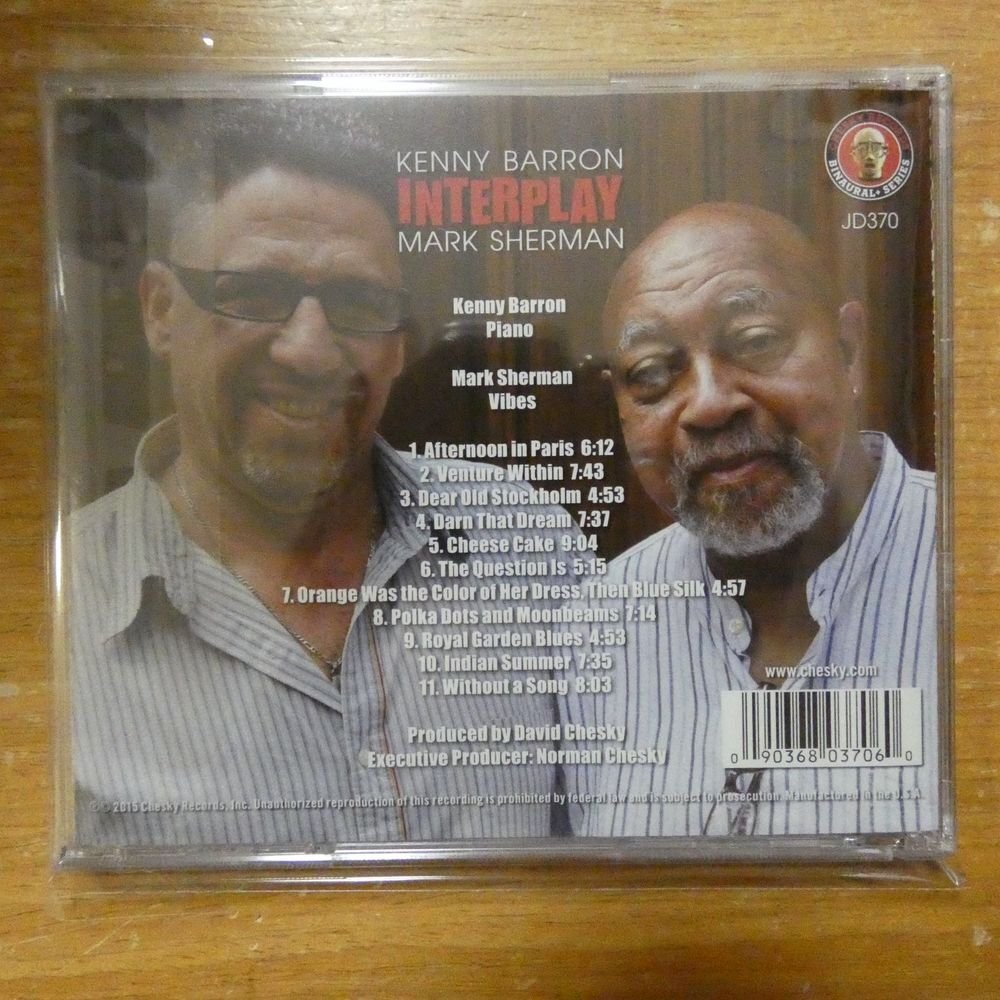 KENNY BARRON
INTERPLAY
MARK SHERMAN
BINAURAL+ SERIES
JD370
Kenny Barron
Piano
Mark Sherman
Vibes
1. Afternoon in Paris 6:12
2. Venture Within 7:43
3. Dear Old Stockholm 4:53
4. Darn That Dream 7:37
5. Cheese Cake 9:04
6. The Question Is 5:15
7. Orange Was the Color of Her Dress, Then Blue Silk 4:57
8. Polka Dots and Moonbeams 7:14
9. Royal Garden Blues 4:53
10. Indian Summer 7:35
11. Without a Song 8:03
www.chesky.com
Produced by David Chesky
Executive Producer: Norman Chesky
0 90368 03706 0
℗ © 2015 Chesky Records, Inc. Unauthorized reproduction of this recording is prohibited by federal law and is subject to prosecution. Manufactured in the U.S.A.